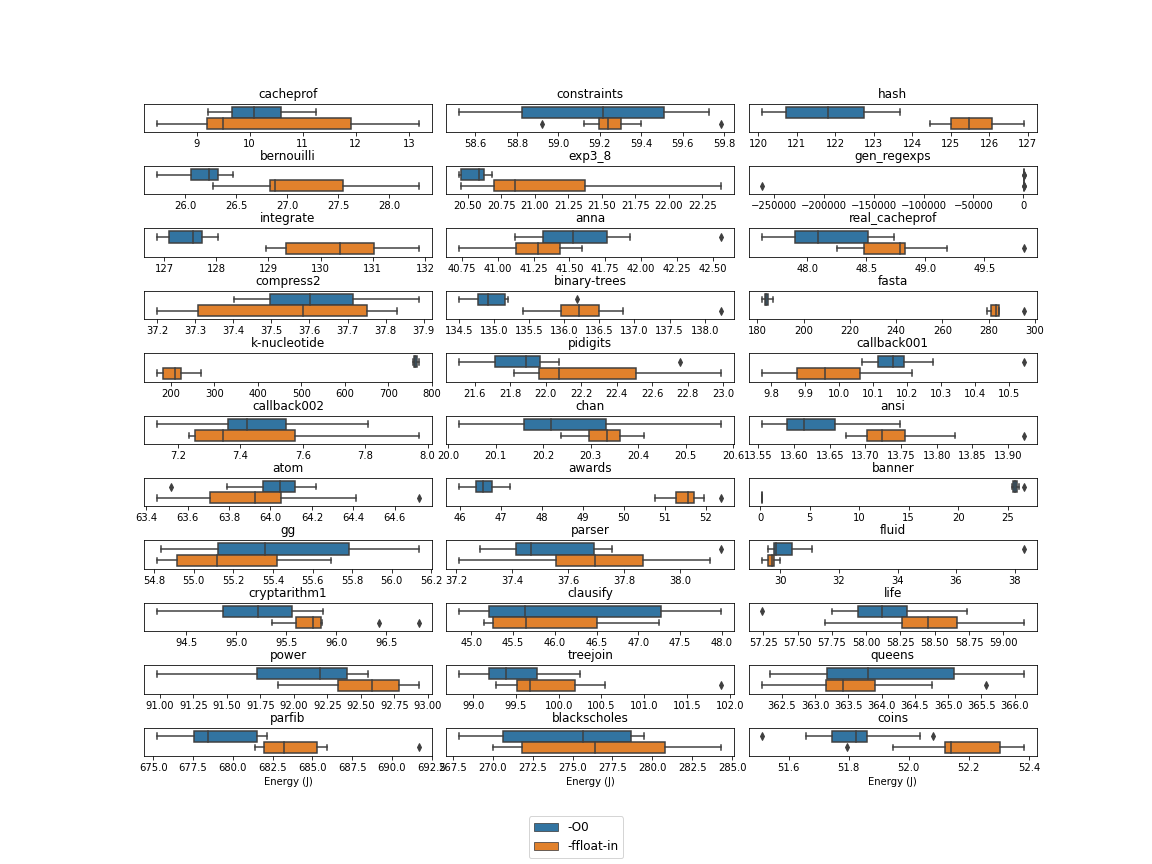 cacheprof constraints hash
9 10 11 12 13 58.6 58.8 59.0 59.2 59.4 59.6 59.8 120 121 122 123 124 125 126 127
bernouilli exp3_8 gen_regexps
26.0 26.5 27.0 27.5 28.0 20.50 20.75 21.00 21.25 21.50 21.75 22.00 22.25 −250000 −200000 −150000 −100000 −50000 0
integrate anna real_cacheprof
127 128 129 130 131 132 40.75 41.00 41.25 41.50 41.75 42.00 42.25 42.50 48.0 48.5 49.0 49.5
compress2 binary-trees fasta
37.2 37.3 37.4 37.5 37.6 37.7 37.8 37.9 134.5 135.0 135.5 136.0 136.5 137.0 137.5 138.0 180 200 220 240 260 280 300
k-nucleotide pidigits callback001
200 300 400 500 600 700 800 21.6 21.8 22.0 22.2 22.4 22.6 22.8 23.0 9.8 9.9 10.0 10.1 10.2 10.3 10.4 10.5
callback002 chan ansi
7.2 7.4 7.6 7.8 8.0 20.0 20.1 20.2 20.3 20.4 20.5 20.6 13.55 13.60 13.65 13.70 13.75 13.80 13.85 13.90
atom awards banner
63.4 63.6 63.8 64.0 64.2 64.4 64.6 46 47 48 49 50 51 52 0 5 10 15 20 25
gg parser fluid
54.8 55.0 55.2 55.4 55.6 55.8 56.0 56.2 37.2 37.4 37.6 37.8 38.0 30 32 34 36 38
cryptarithm1 clausify life
94.5 95.0 95.5 96.0 96.5 45.0 45.5 46.0 46.5 47.0 47.5 48.0 57.25 57.50 57.75 58.00 58.25 58.50 58.75 59.00
power treejoin queens
91.00 91.25 91.50 91.75 92.00 92.25 92.50 92.75 93.00 99.0 99.5 100.0 100.5 101.0 101.5 102.0 362.5 363.0 363.5 364.0 364.5 365.0 365.5 366.0
parfib blackscholes coins
675.0 677.5 680.0 682.5 685.0 687.5 690.0 692.5 267.5 270.0 272.5 275.0 277.5 280.0 282.5 285.0 51.6 51.8 52.0 52.2 52.4
Energy (J) Energy (J) Energy (J)
-O0
-ffloat-in